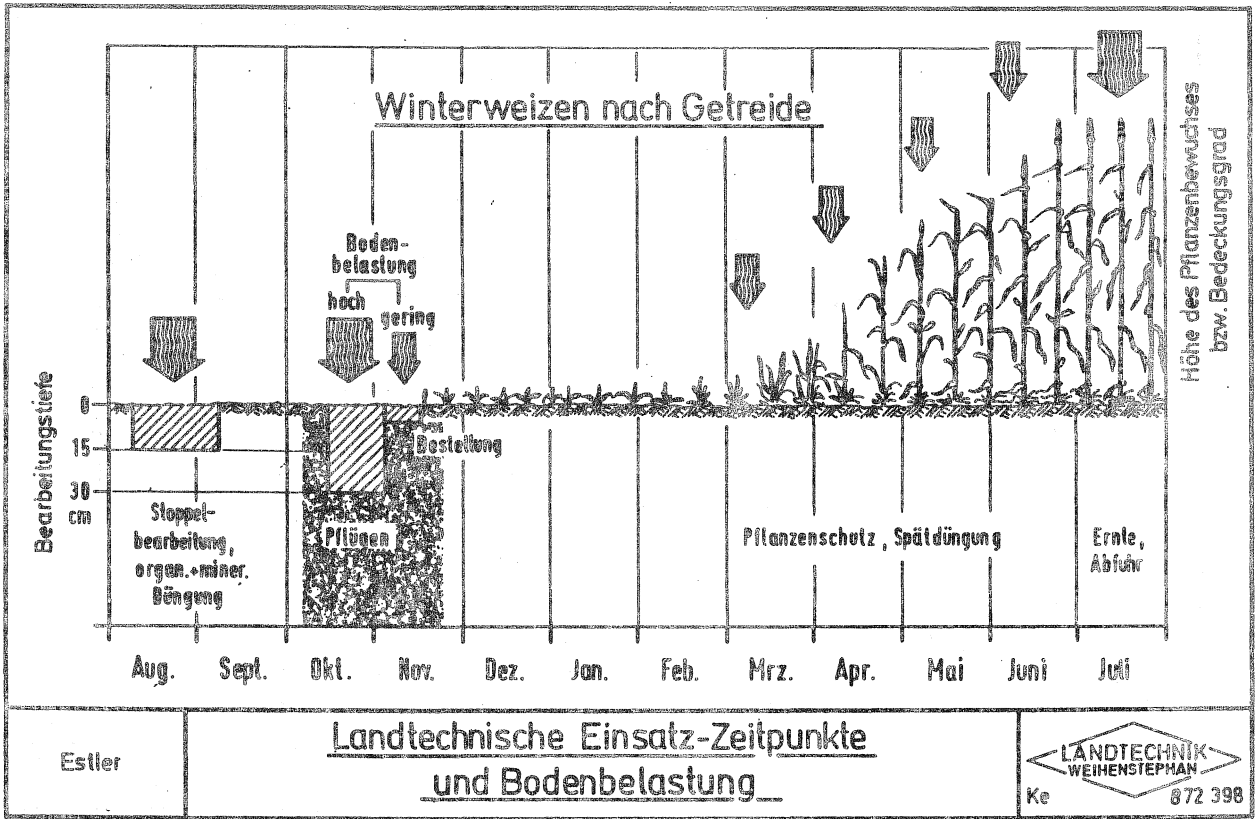 Winterweizen nach Getreide
Boden-
belastung
hoch
gering
Höhe des Pflanzenbewuchses
bzw. Bedeckungsgrad
Bearbeitungstiefe
0
15
30
cm
Bestellung
Stoppel-
bearbeitung,
organ.+miner.
Düngung
Pflügen
Pflanzenschutz, Spätdüngung
Ernte,
Abfuhr
Aug. Sept. Okt. Nov. Dez. Jan. Feb. Mrz. Apr. Mai Juni Juli
Estler
Landtechnische Einsatz-Zeitpunkte
und Bodenbelastung
LANDTECHNIK
WEIHENSTEPHAN
Ke 872 398